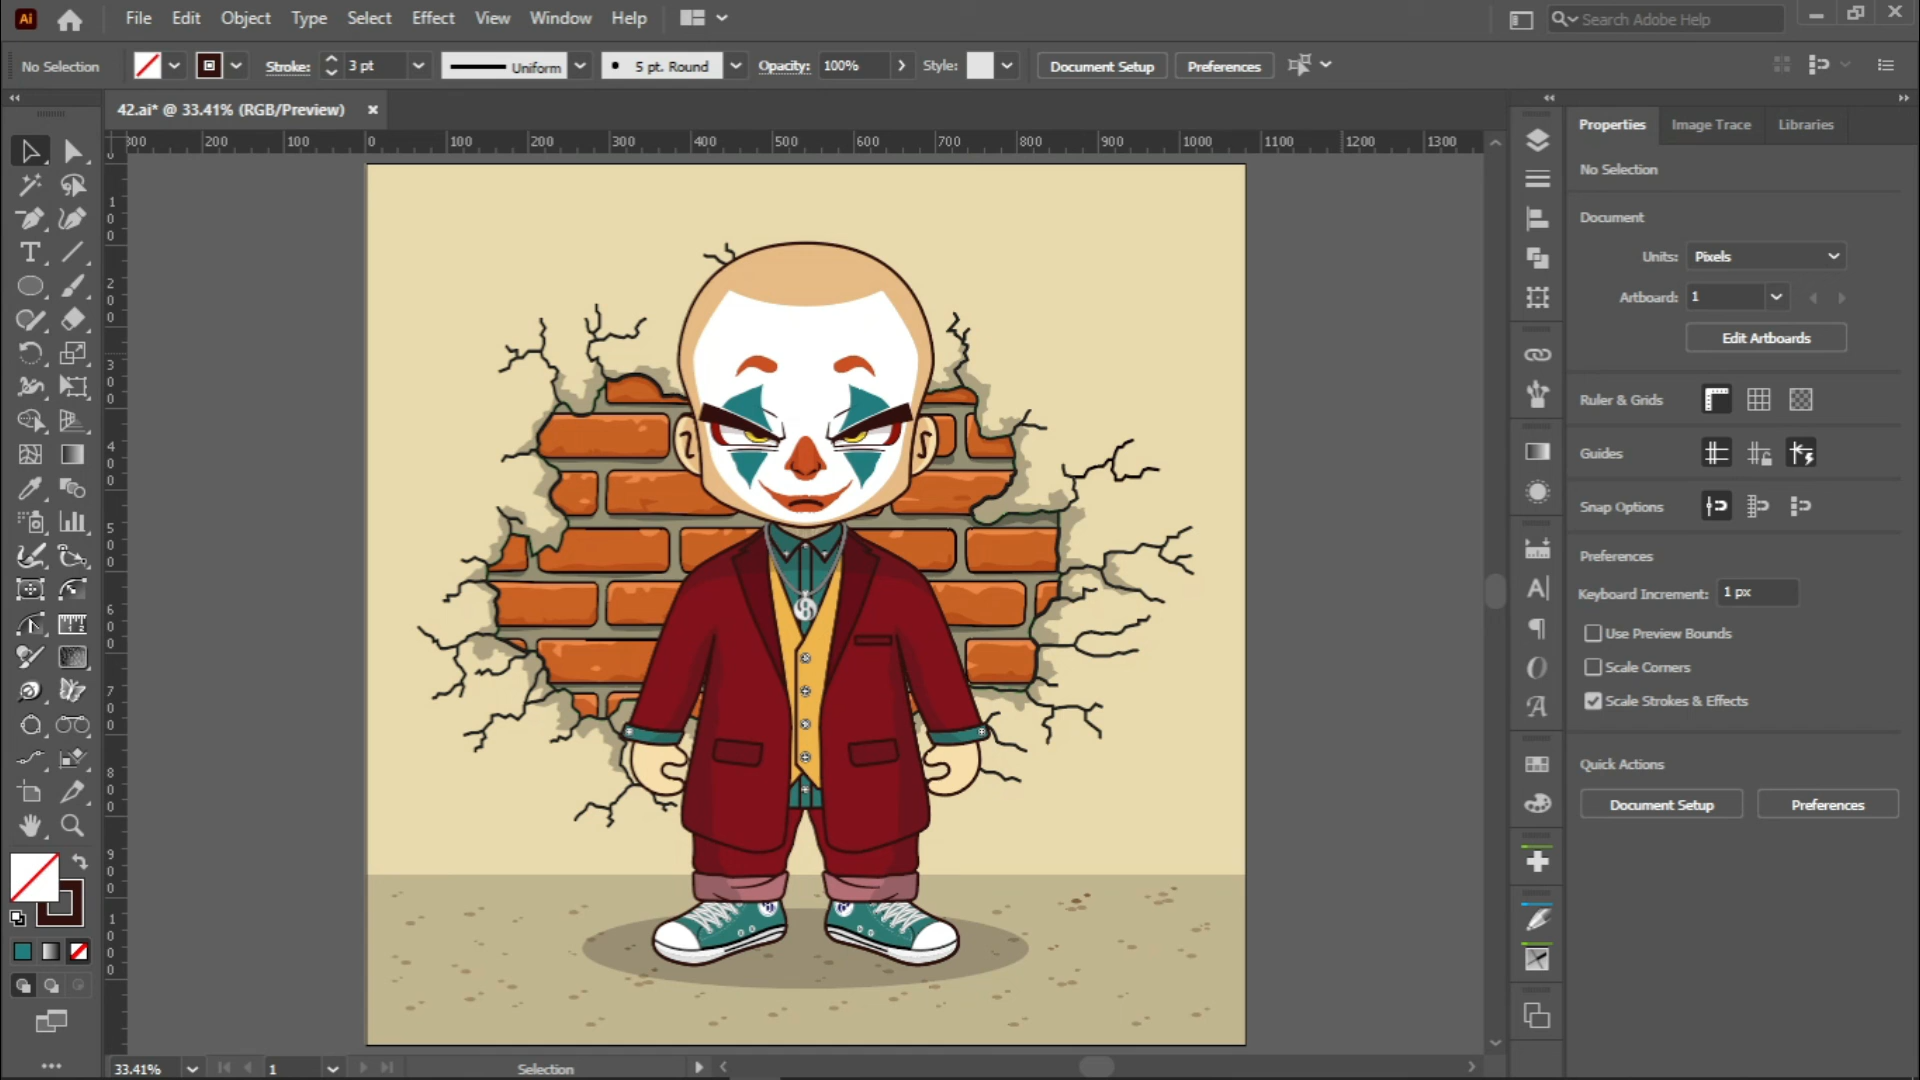 Ai File Edit Object Type Select Effect View Window Help Search Adobe Help
No Selection Stroke: 3 pt Uniform 5 pt. Round Opacity: 100% Style: Document Setup Preferences
42.ai* @ 33.41% (RGB/Preview)
200 100 0 100 200 300 400 500 600 700 800 900 1000 1100 1200 1300
Properties Image Trace Libraries
No Selection
Document
Units: Pixels
Artboard: 1
Edit Artboards
Ruler & Grids
Guides
Snap Options
Preferences
Keyboard Increment: 1 px
Use Preview Bounds
Scale Corners
Scale Strokes & Effects
Quick Actions
Document Setup Preferences
33.41% 1 Selection